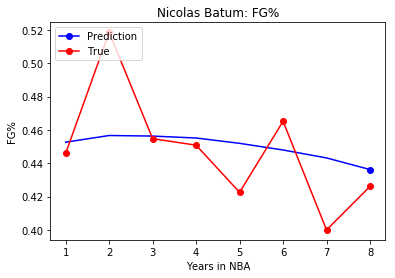 Nicolas Batum: FG%
Prediction
True
FG%
0.52
0.50
0.48
0.46
0.44
0.42
0.40
1 2 3 4 5 6 7 8
Years in NBA